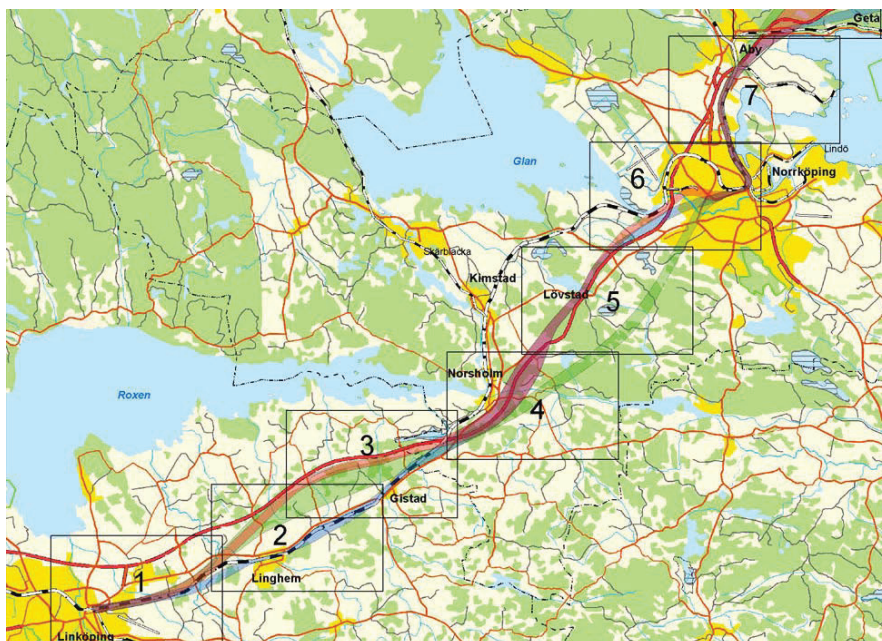 Geta
Aby
7
Lindö
Glan
6
Norrköping
Skärblacka
Kimstad
Lövstad
5
Norsholm
Roxen
4
3
Gistad
2
1
Linghem
Linköping